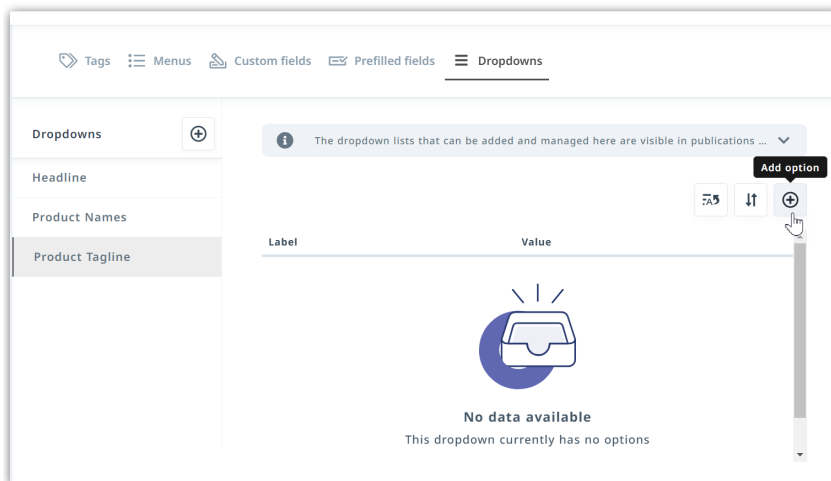 Tags Menus Custom fields Prefilled fields Dropdowns
Dropdowns
The dropdown lists that can be added and managed here are visible in publications ...
Headline
Product Names
Product Tagline
Add option
Label Value
No data available
This dropdown currently has no options